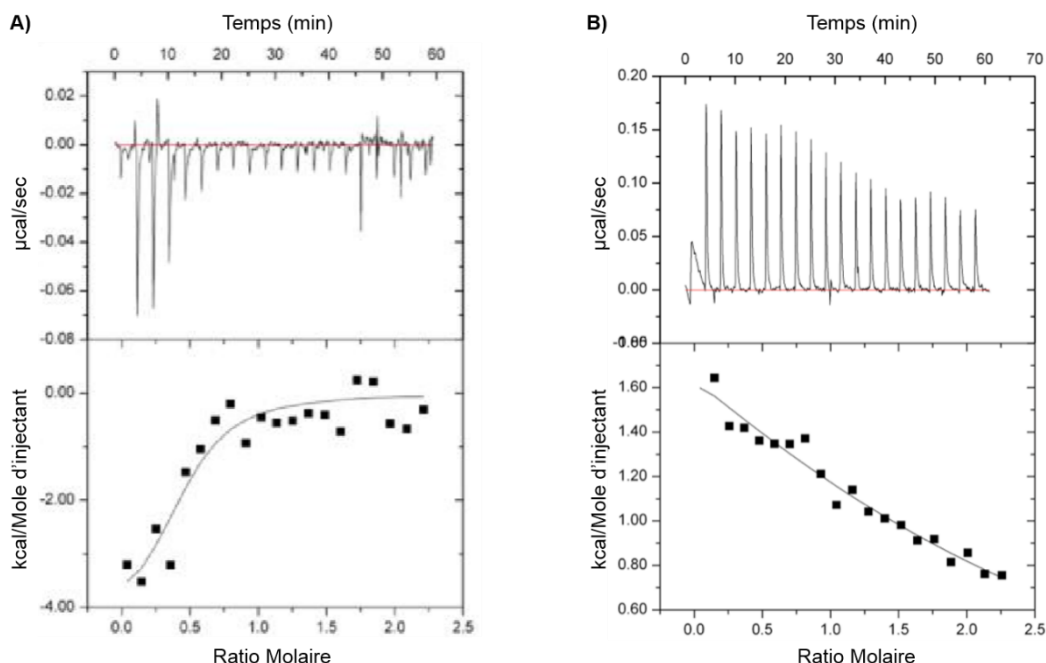 A)
Temps (min)
0 10 20 30 40 50 60
0.02
0.00
-0.02
-0.04
-0.06
-0.08
µcal/sec
0.00
-2.00
-4.00
kcal/Mole d'injectant
0.0 0.5 1.0 1.5 2.0 2.5
Ratio Molaire
B)
Temps (min)
0 10 20 30 40 50 60 70
0.20
0.15
0.10
0.05
0.00
µcal/sec
1.60
1.40
1.20
1.00
0.80
0.60
kcal/Mole d'injectant
0.0 0.5 1.0 1.5 2.0 2.5
Ratio Molaire